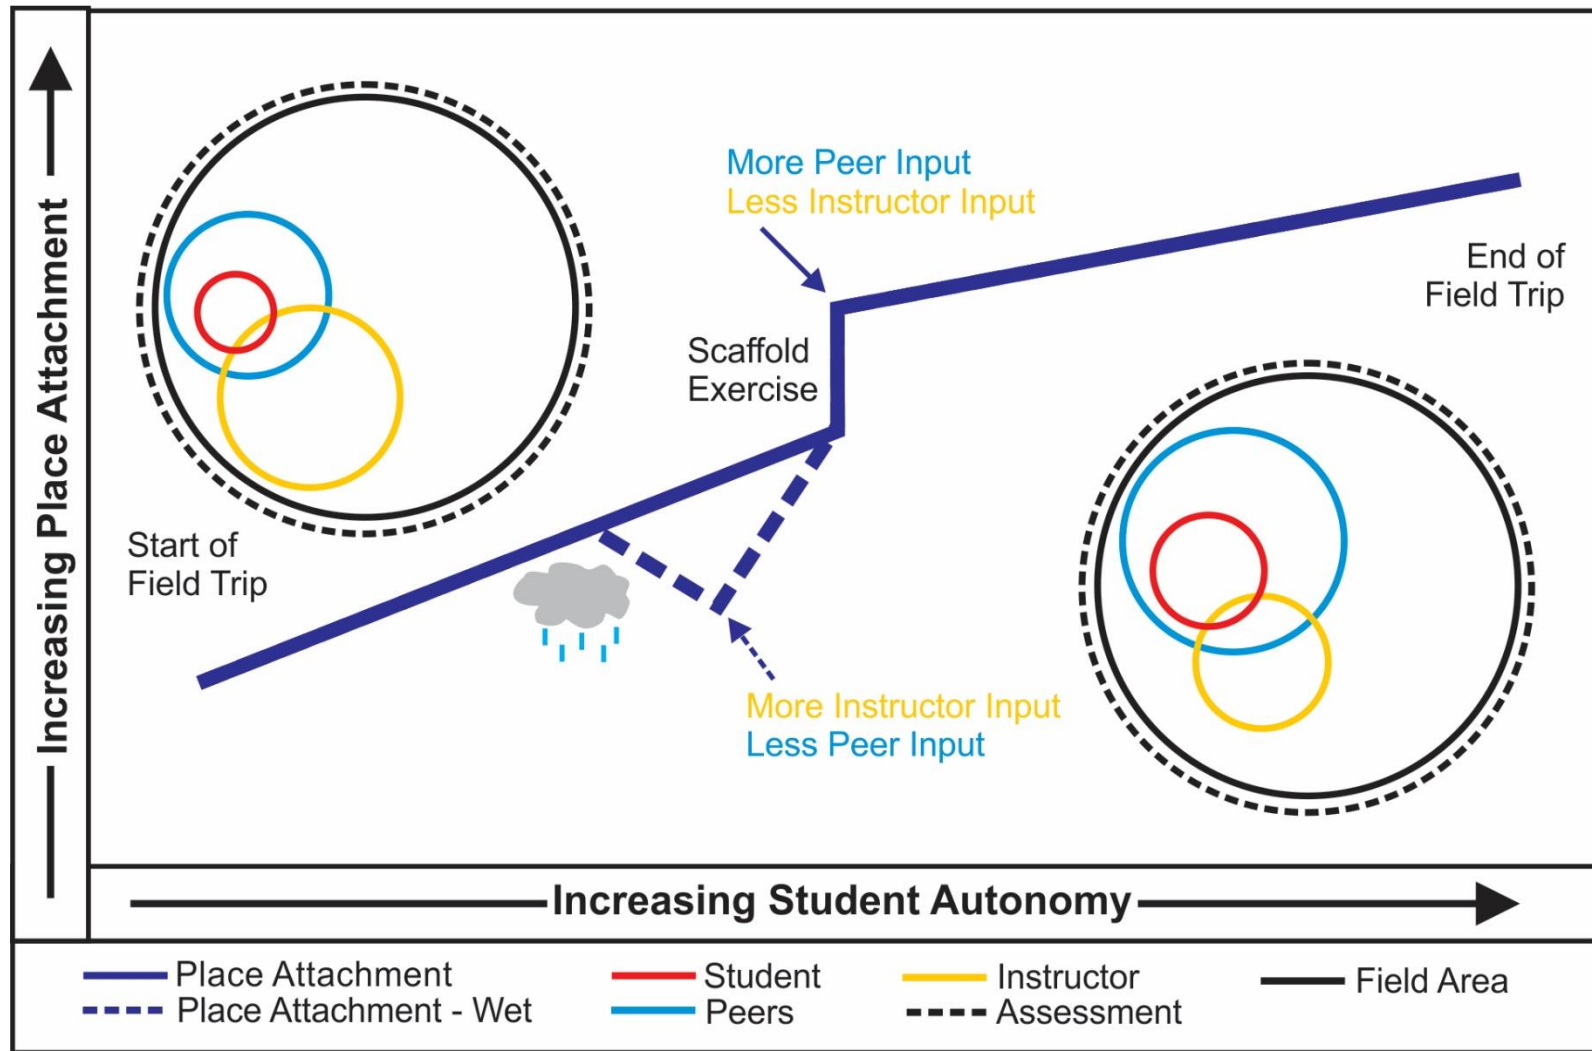 Increasing Place Attachment
More Peer Input
Less Instructor Input
End of
Field Trip
Scaffold
Exercise
Start of
Field Trip
More Instructor Input
Less Peer Input
Increasing Student Autonomy
Place Attachment
Student
Instructor
Field Area
Place Attachment - Wet
Peers
Assessment